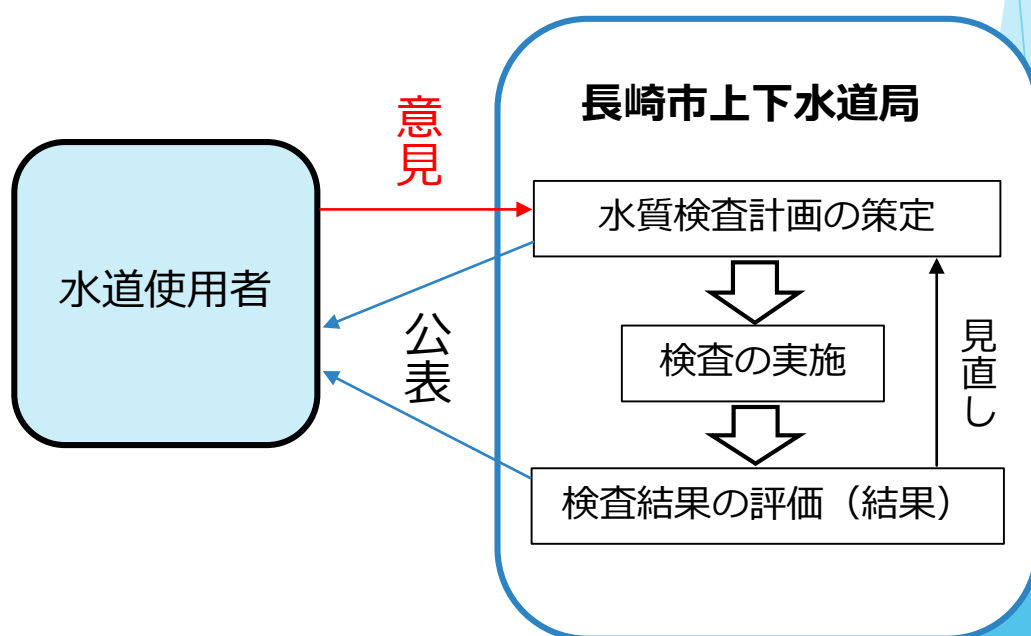 長崎市上下水道局
意見
水道使用者
水質検査計画の策定
公表
検査の実施
見直し
検査結果の評価（結果）